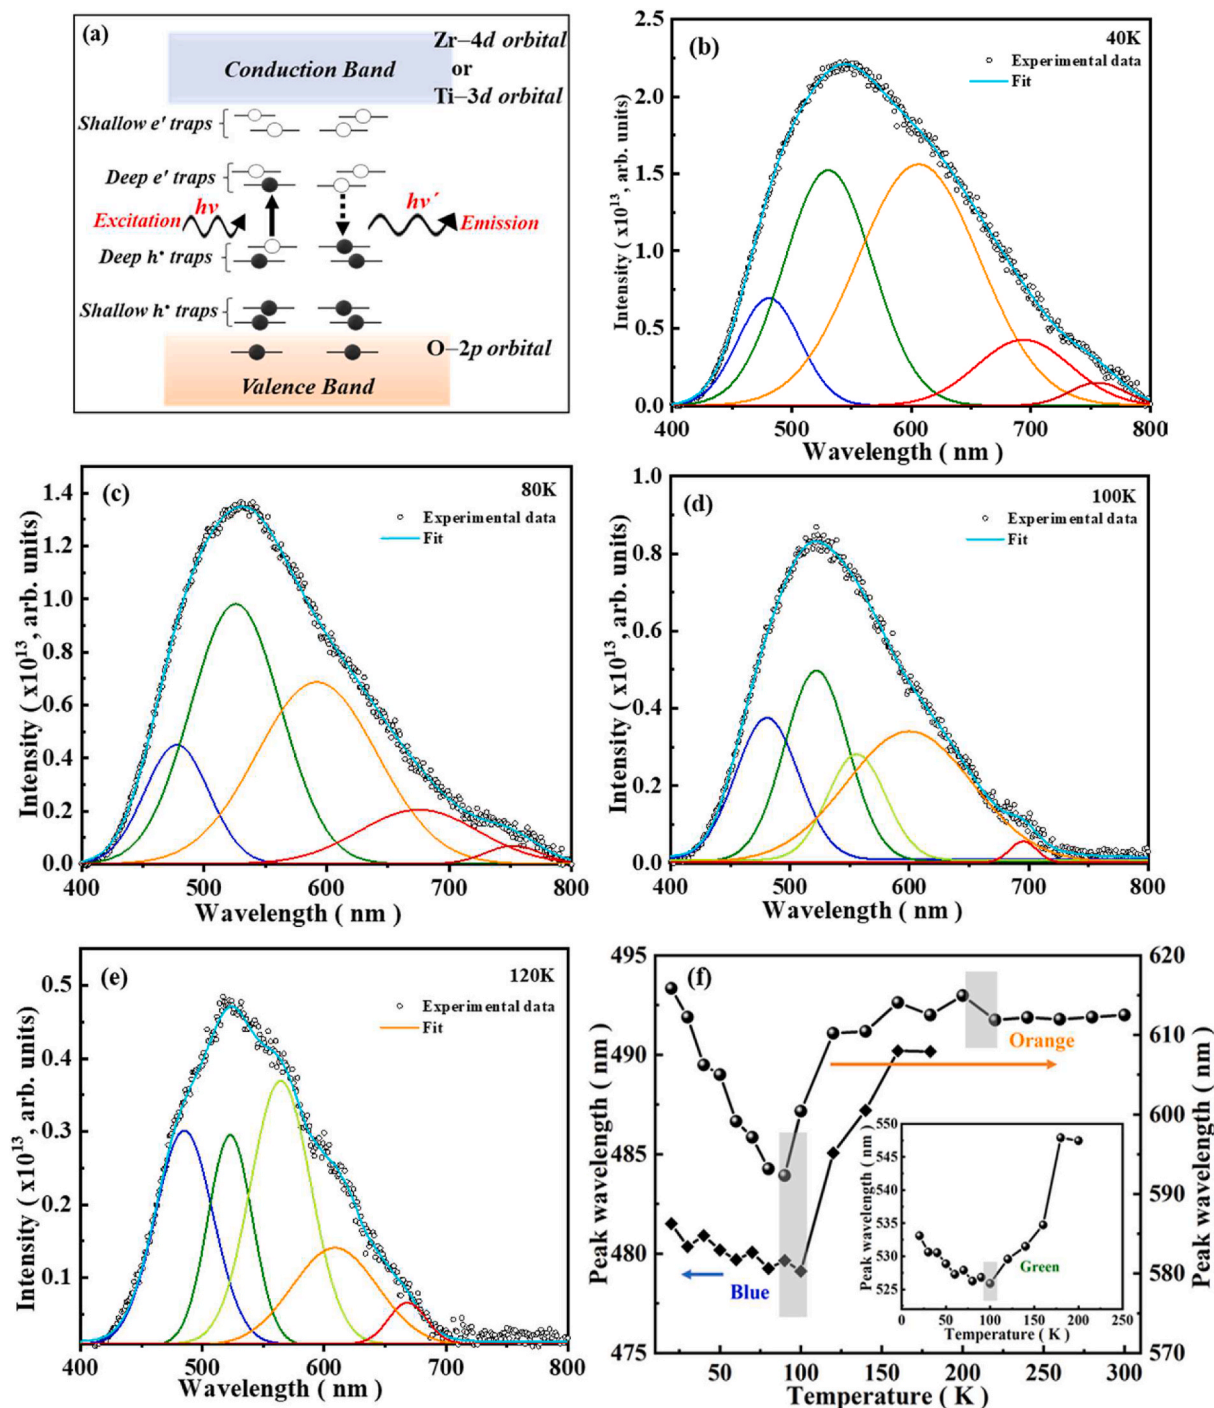 (a)
Zr–4d orbital
or
Ti–3d orbital
Conduction Band
Shallow e' traps
Deep e' traps
Excitation
hν
hν´
Emission
Deep h• traps
Shallow h• traps
O–2p orbital
Valence Band
(b)
40K
Experimental data
Fit
Intensity ( x10¹³, arb. units)
2.5
2.0
1.5
1.0
0.5
0.0
400 500 600 700 800
Wavelength ( nm )
(c)
80K
Experimental data
Fit
Intensity ( x10¹³, arb. units)
1.4
1.2
1.0
0.8
0.6
0.4
0.2
0.0
400 500 600 700 800
Wavelength ( nm )
(d)
100K
Experimental data
Fit
Intensity ( x10¹³, arb. units)
1.0
0.8
0.6
0.4
0.2
0.0
400 500 600 700 800
Wavelength ( nm )
(e)
120K
Experimental data
Fit
Intensity ( x10¹³, arb. units)
0.5
0.4
0.3
0.2
0.1
400 500 600 700 800
Wavelength ( nm )
(f)
Peak wavelength ( nm )
495
490
485
480
475
Orange
Blue
Peak wavelength ( nm )
620
610
600
590
580
570
50 100 150 200 250 300
Temperature ( K )
Peak wavelength ( nm )
550
545
540
535
530
525
Green
0 50 100 150 200 250
Temperature ( K )